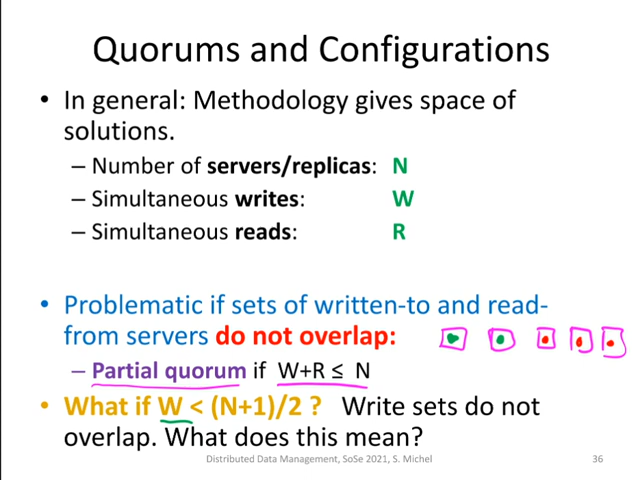 Quorums and Configurations
• In general: Methodology gives space of
solutions.
– Number of servers/replicas: N
– Simultaneous writes: W
– Simultaneous reads: R
• Problematic if sets of written-to and read-
from servers do not overlap:
– Partial quorum if W+R ≤ N
• What if W < (N+1)/2 ? Write sets do not
overlap. What does this mean?
Distributed Data Management, SoSe 2021, S. Michel 36